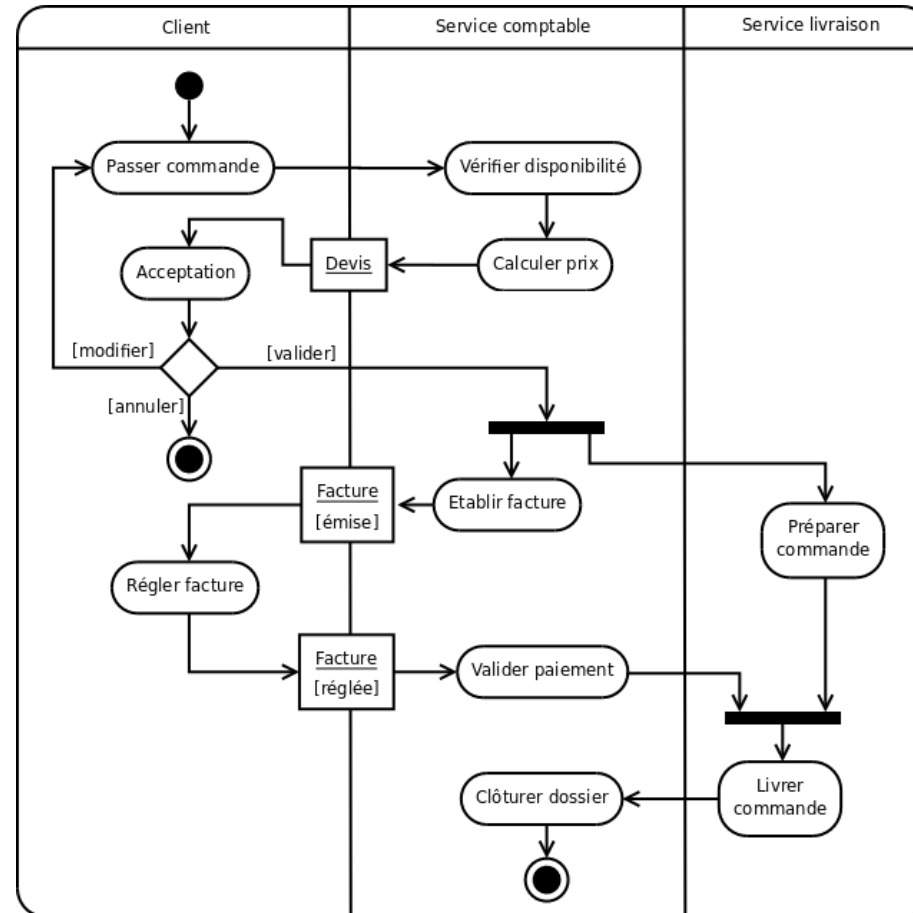 Client
Service comptable
Service livraison
Passer commande
Vérifier disponibilité
Acceptation
Devis
Calculer prix
[modifier]
[valider]
[annuler]
Facture
[émise]
Etablir facture
Préparer
commande
Régler facture
Facture
[réglée]
Valider paiement
Clôturer dossier
Livrer
commande